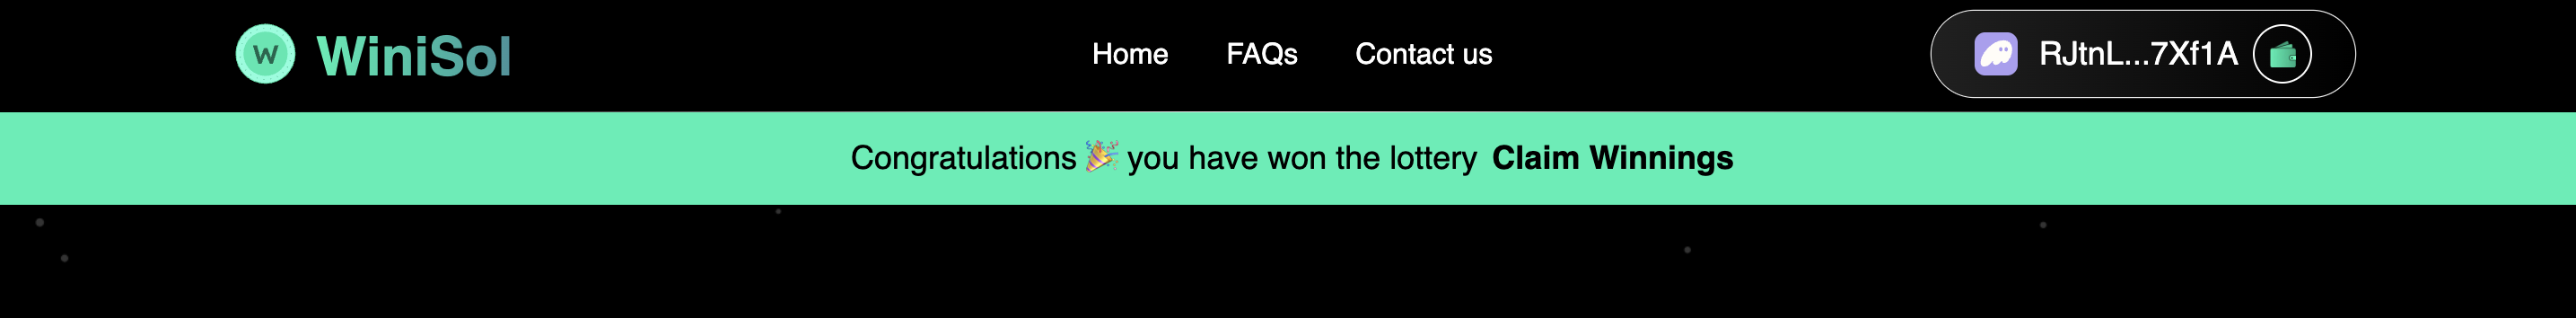 W WiniSol Home FAQs Contact us RJtnL...7Xf1A
Congratulations 🎉 you have won the lottery Claim Winnings